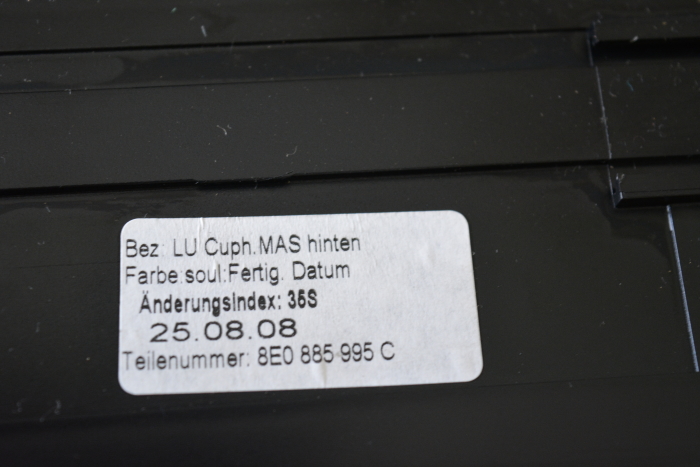 Bez: LU Cuph.MAS hinten
Farbe:soul:Fertig. Datum
Änderungsindex: 35S
25.08.08
Teilenummer: 8E0 885 995 C